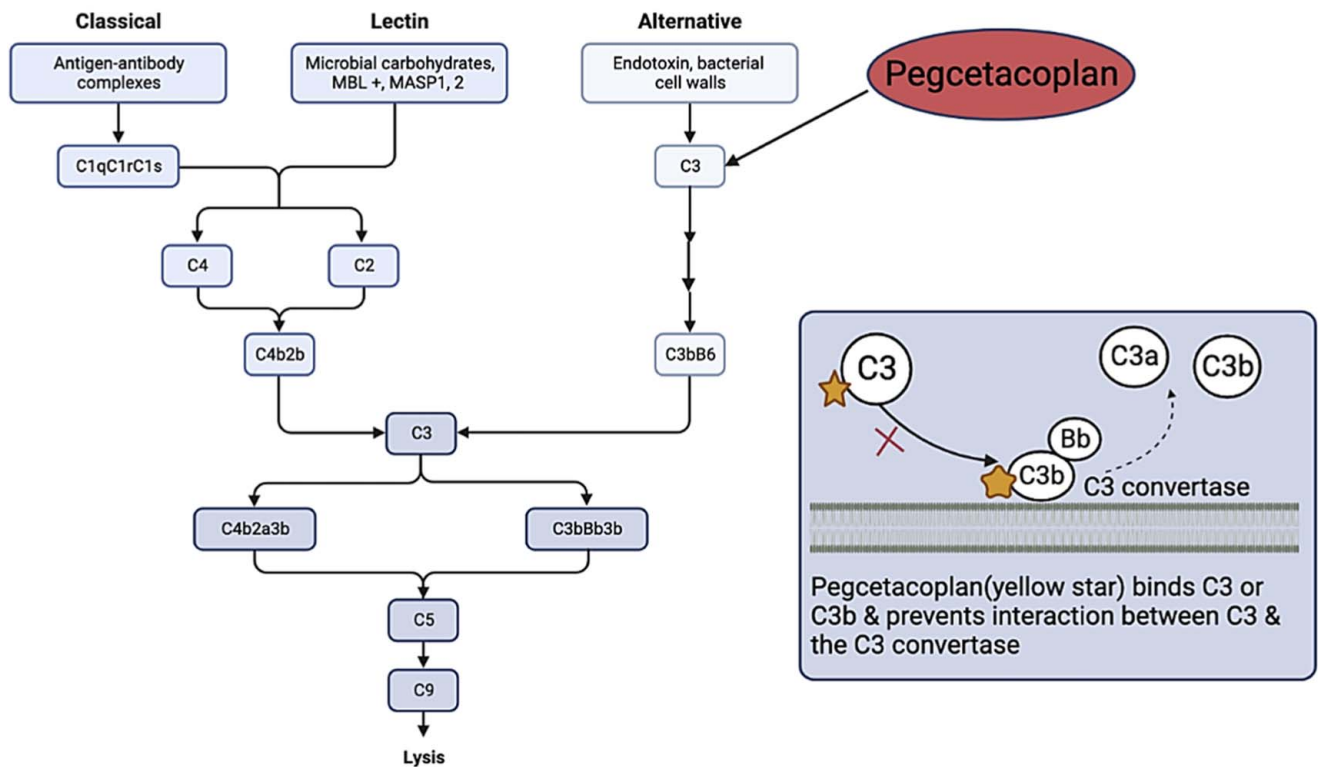 Classical
Lectin
Alternative
Antigen-antibody
complexes
Microbial carbohydrates,
MBL +, MASP1, 2
Endotoxin, bacterial
cell walls
Pegcetacoplan
C1qC1rC1s
C3
C4
C2
C4b2b
C3bB6
C3
C4b2a3b
C3bBb3b
C5
C9
Lysis
C3
C3a
C3b
Bb
C3b
C3 convertase
Pegcetacoplan(yellow star) binds C3 or
C3b & prevents interaction between C3 &
the C3 convertase